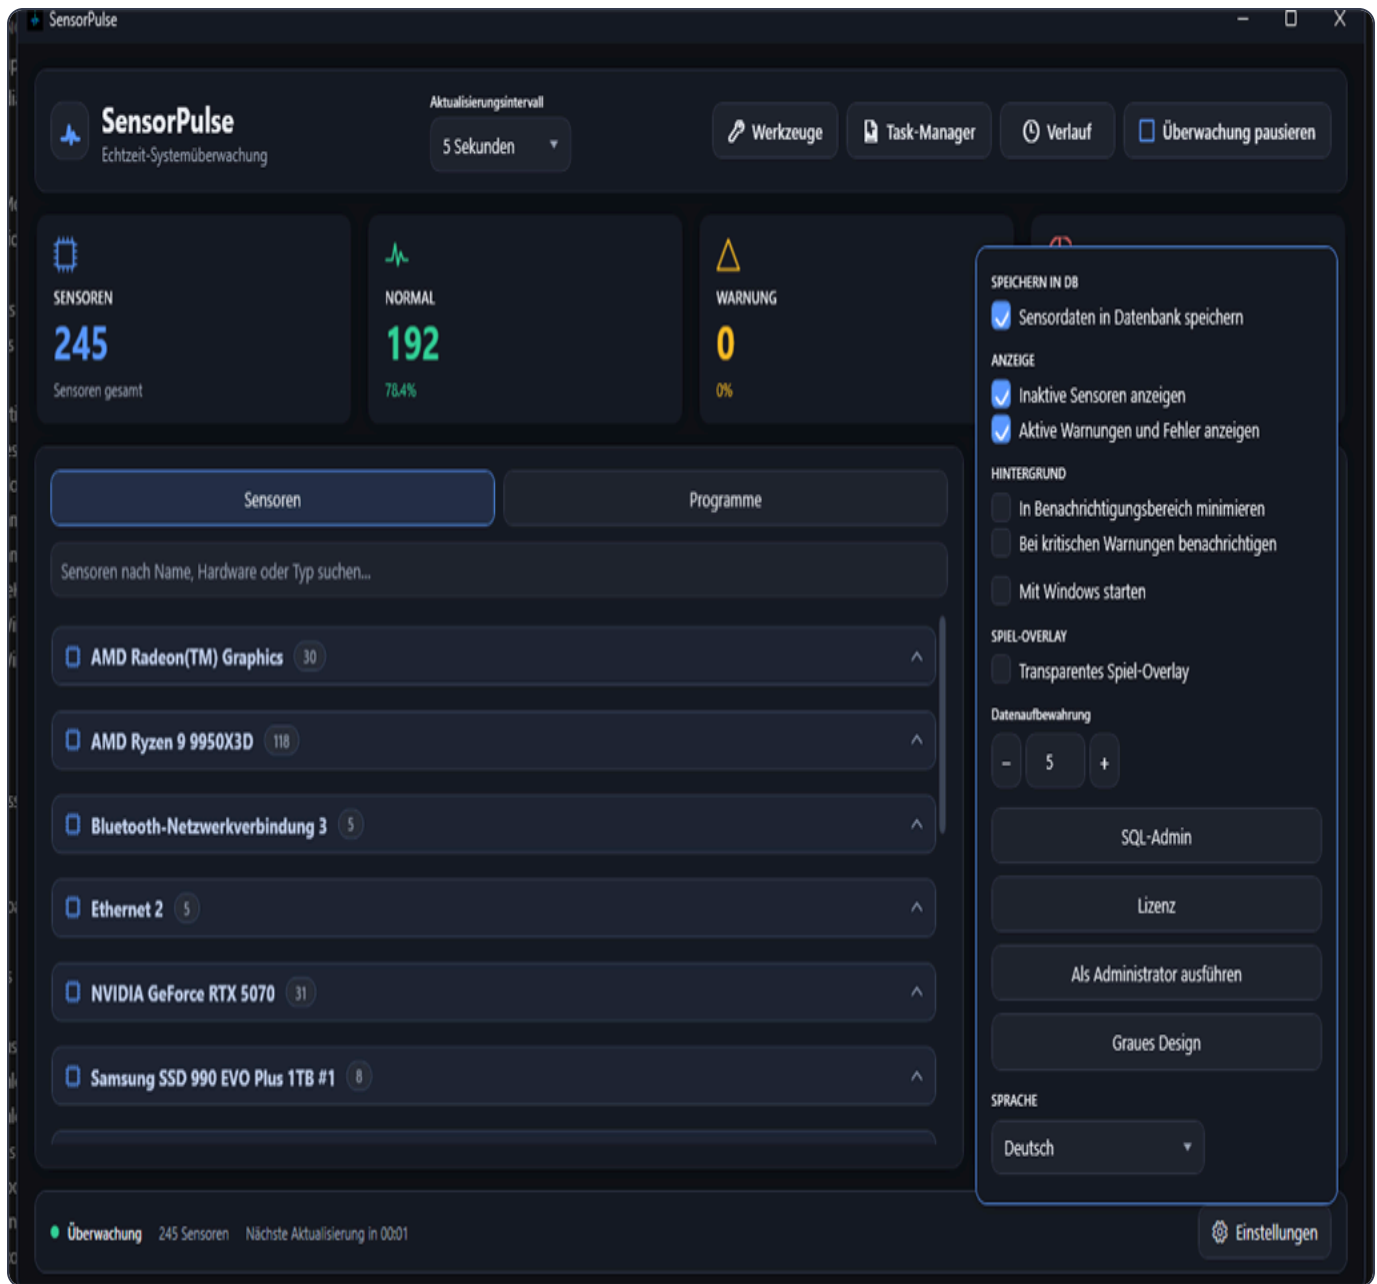 SensorPulse
SensorPulse
Echtzeit-Systemüberwachung
Aktualisierungsintervall
5 Sekunden
Werkzeuge
Task-Manager
Verlauf
Überwachung pausieren
SENSOREN
245
Sensoren gesamt
NORMAL
192
78.4%
WARNUNG
0
0%
Sensoren
Programme
Sensoren nach Name, Hardware oder Typ suchen...
AMD Radeon(TM) Graphics 30
AMD Ryzen 9 9950X3D 118
Bluetooth-Netzwerkverbindung 3 5
Ethernet 2 5
NVIDIA GeForce RTX 5070 31
Samsung SSD 990 EVO Plus 1TB #1 8
SPEICHERN IN DB
Sensordaten in Datenbank speichern
ANZEIGE
Inaktive Sensoren anzeigen
Aktive Warnungen und Fehler anzeigen
HINTERGRUND
In Benachrichtigungsbereich minimieren
Bei kritischen Warnungen benachrichtigen
Mit Windows starten
SPIEL-OVERLAY
Transparentes Spiel-Overlay
Datenaufbewahrung
− 5 +
SQL-Admin
Lizenz
Als Administrator ausführen
Graues Design
SPRACHE
Deutsch
Überwachung 245 Sensoren Nächste Aktualisierung in 00:01
Einstellungen